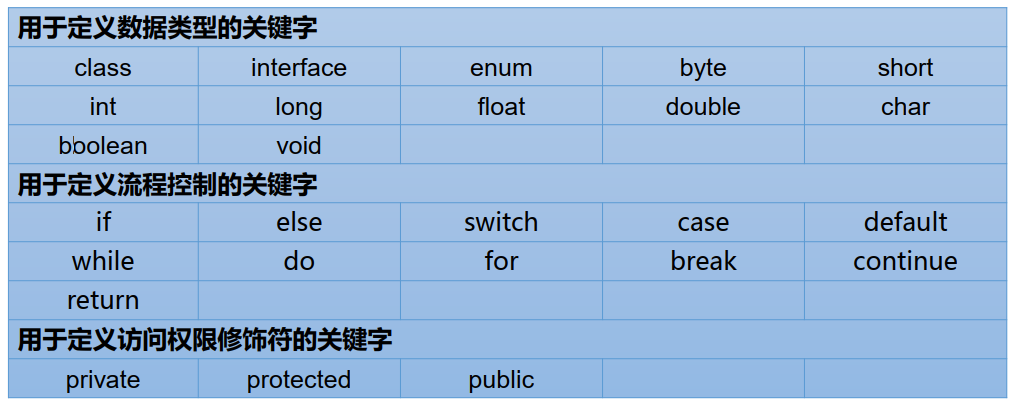 用于定义数据类型的关键字
class interface enum byte short
int long float double char
boolean void
用于定义流程控制的关键字
if else switch case default
while do for break continue
return
用于定义访问权限修饰符的关键字
private protected public